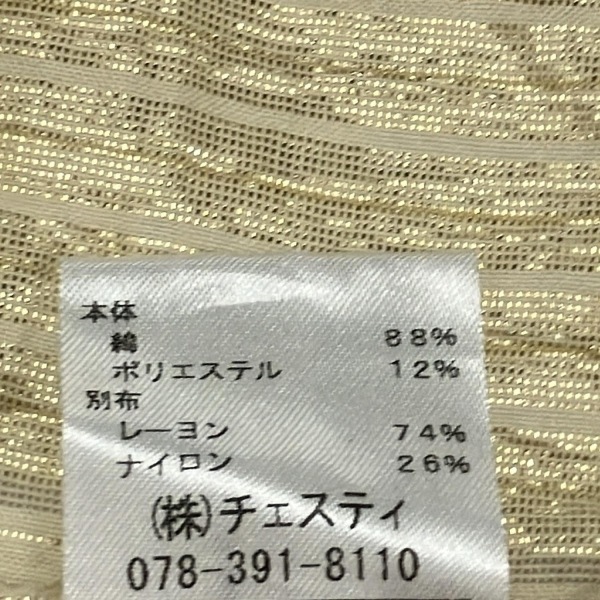 本体
綿 88%
ポリエステル 12%
別布
レーヨン 74%
ナイロン 26%
(株)チェスティ
078-391-8110